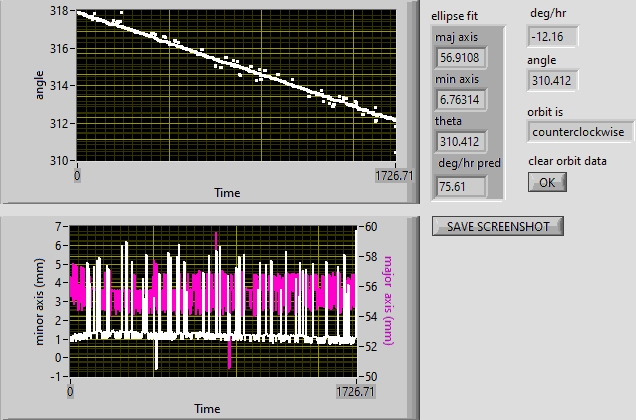 318
316
314
312
310
angle
0
1726.71
Time
ellipse fit
maj axis
56.9108
min axis
6.76314
theta
310.412
deg/hr pred
75.61
deg/hr
-12.16
angle
310.412
orbit is
counterclockwise
clear orbit data
OK
SAVE SCREENSHOT
7
6
5
4
3
2
1
0
-1
minor axis (mm)
60
58
56
54
52
50
major axis (mm)
0
1726.71
Time